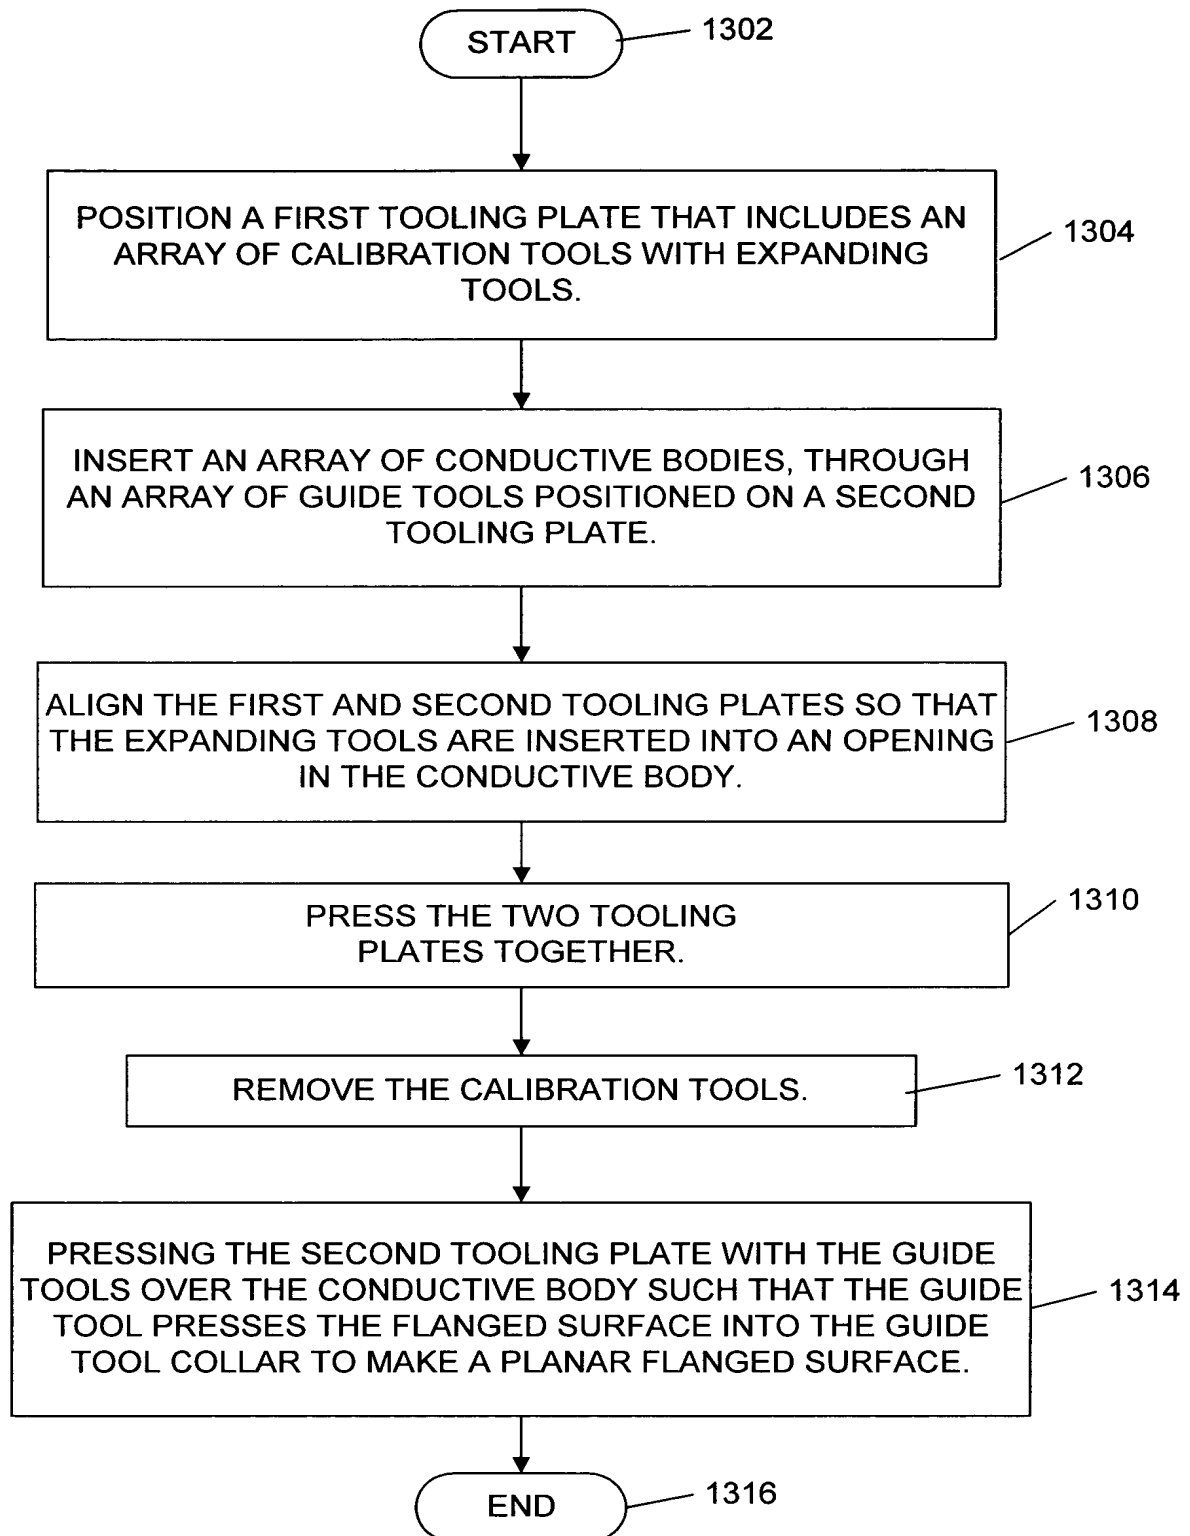 START
1302
POSITION A FIRST TOOLING PLATE THAT INCLUDES AN
ARRAY OF CALIBRATION TOOLS WITH EXPANDING
TOOLS.
1304
INSERT AN ARRAY OF CONDUCTIVE BODIES, THROUGH
AN ARRAY OF GUIDE TOOLS POSITIONED ON A SECOND
TOOLING PLATE.
1306
ALIGN THE FIRST AND SECOND TOOLING PLATES SO THAT
THE EXPANDING TOOLS ARE INSERTED INTO AN OPENING
IN THE CONDUCTIVE BODY.
1308
PRESS THE TWO TOOLING
PLATES TOGETHER.
1310
REMOVE THE CALIBRATION TOOLS.
1312
PRESSING THE SECOND TOOLING PLATE WITH THE GUIDE
TOOLS OVER THE CONDUCTIVE BODY SUCH THAT THE GUIDE
TOOL PRESSES THE FLANGED SURFACE INTO THE GUIDE
TOOL COLLAR TO MAKE A PLANAR FLANGED SURFACE.
1314
END
1316